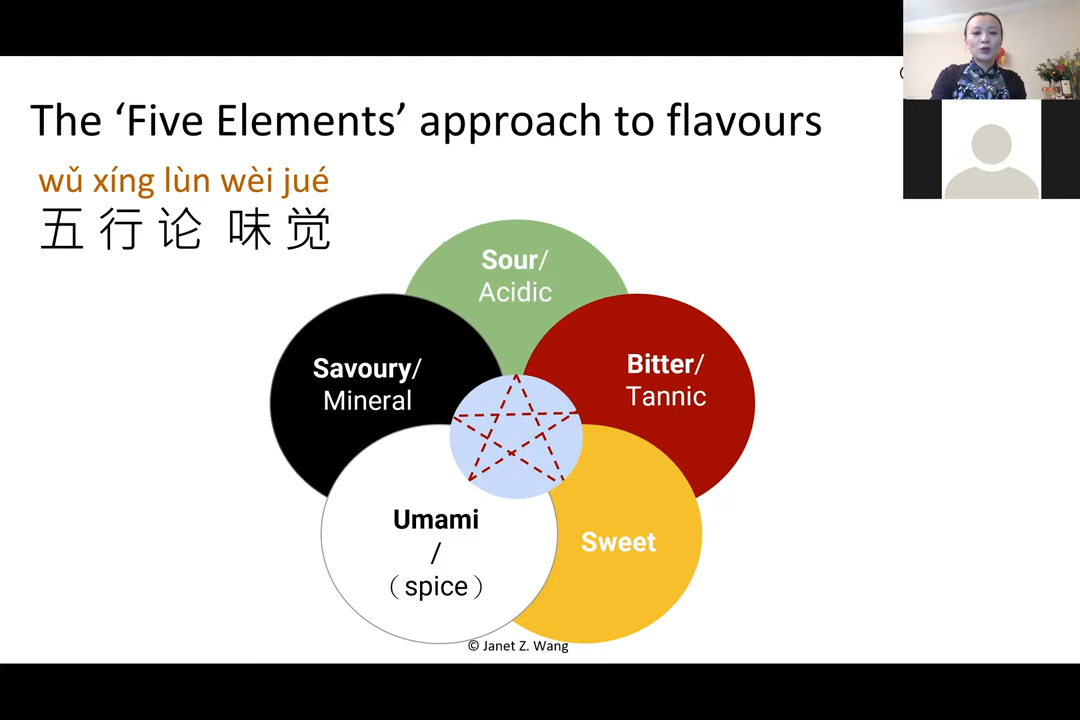 The ‘Five Elements’ approach to flavours
wǔ xíng lùn wèi jué
五 行 论 味 觉
Sour/
Acidic
Savoury/
Mineral
Bitter/
Tannic
Umami
/
（spice）
Sweet
© Janet Z. Wang